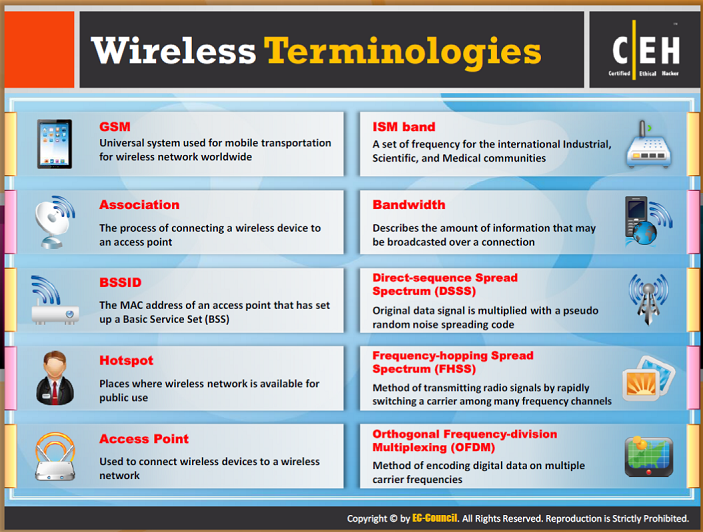 Wireless Terminologies
C|EH
Certified Ethical Hacker
GSM
Universal system used for mobile transportation
for wireless network worldwide
Association
The process of connecting a wireless device to
an access point
BSSID
The MAC address of an access point that has set
up a Basic Service Set (BSS)
Hotspot
Places where wireless network is available for
public use
Access Point
Used to connect wireless devices to a wireless
network
ISM band
A set of frequency for the international Industrial,
Scientific, and Medical communities
Bandwidth
Describes the amount of information that may
be broadcasted over a connection
Direct-sequence Spread
Spectrum (DSSS)
Original data signal is multiplied with a pseudo
random noise spreading code
Frequency-hopping Spread
Spectrum (FHSS)
Method of transmitting radio signals by rapidly
switching a carrier among many frequency channels
Orthogonal Frequency-division
Multiplexing (OFDM)
Method of encoding digital data on multiple
carrier frequencies
Copyright © by EC-Council. All Rights Reserved. Reproduction is Strictly Prohibited.